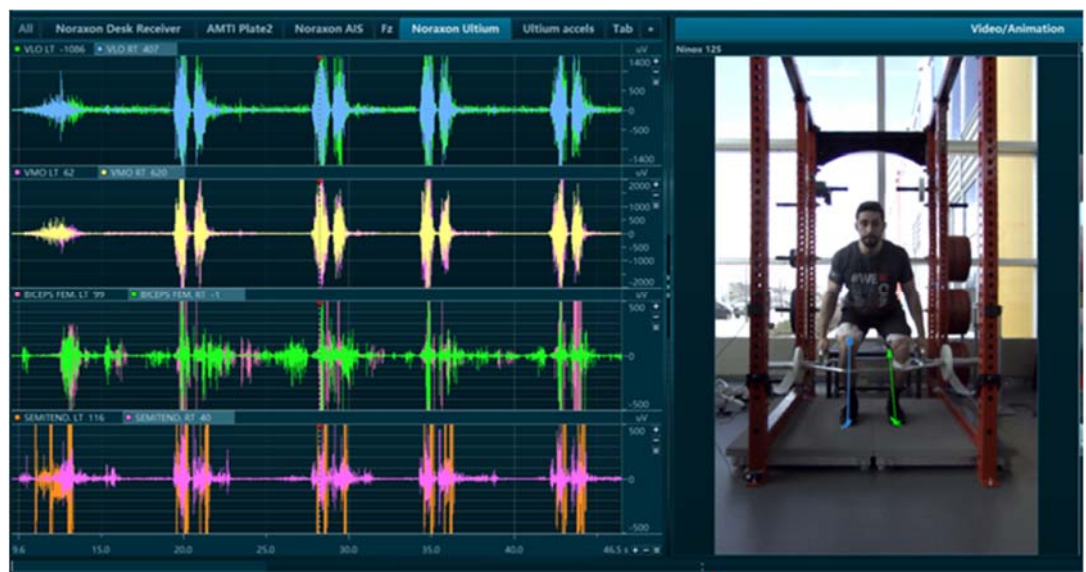 All Noraxon Desk Receiver AMTI Plate2 Noraxon AIS Fz Noraxon Ultium Ultium accels Tab +
Video/Animation
VLO LT -1086 VLO RT 407 uV
1400
500
-500
-1400
VMO LT 62 VMO RT 620 uV
2000
1000
500
0
-500
-1000
-2000
BICEPS FEM. LT 99 BICEPS FEM. RT -1 uV
500
0
-500
SEMITEND. LT 116 SEMITEND. RT 40 uV
500
0
-500
9.6 15.0 20.0 25.0 30.0 35.0 40.0 46.5 s
Ninox 125